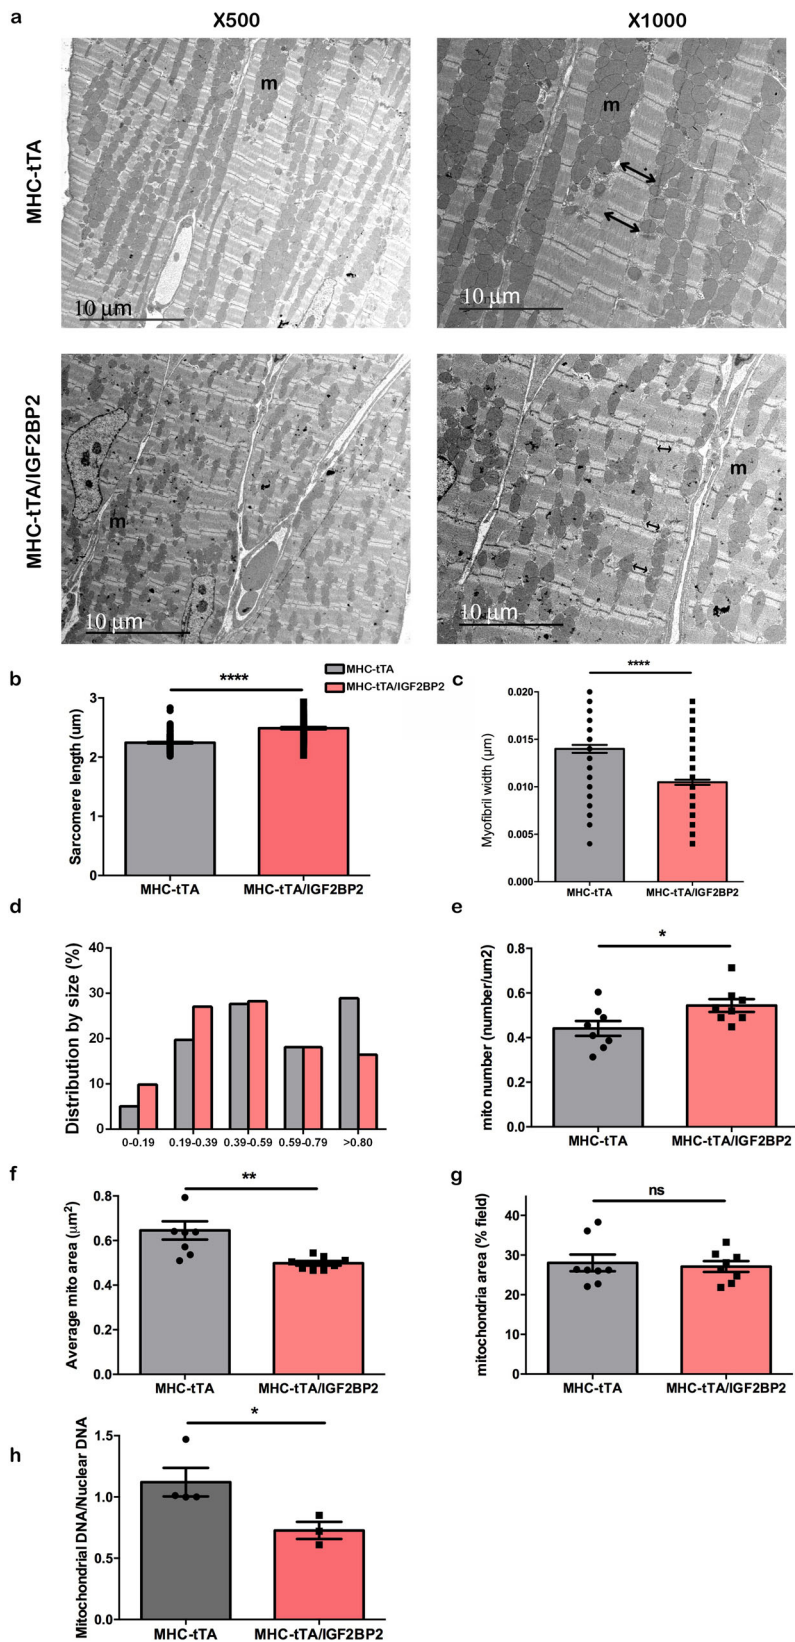 a
X500
X1000
MHC-tTA
m
m
10 µm
10 µm
MHC-tTA/IGF2BP2
m
m
10 µm
10 µm
b
MHC-tTA
MHC-tTA/IGF2BP2
****
Sarcomere length (um)
3
2
1
0
MHC-tTA
MHC-tTA/IGF2BP2
c
****
Myofibril width (µm)
0.020
0.015
0.010
0.005
0.000
MHC-tTA
MHC-tTA/IGF2BP2
d
Distribution by size (%)
40
30
20
10
0
0-0.19
0.19-0.39
0.39-0.59
0.59-0.79
>0.80
e
*
mito number (number/um2)
0.8
0.6
0.4
0.2
0.0
MHC-tTA
MHC-tTA/IGF2BP2
f
**
Average mito area (µm²)
0.8
0.6
0.4
0.2
0.0
MHC-tTA
MHC-tTA/IGF2BP2
g
ns
mitochondria area (% field)
40
30
20
10
0
MHC-tTA
MHC-tTA/IGF2BP2
h
*
Mitochondrial DNA/Nuclear DNA
1.5
1.0
0.5
0.0
MHC-tTA
MHC-tTA/IGF2BP2